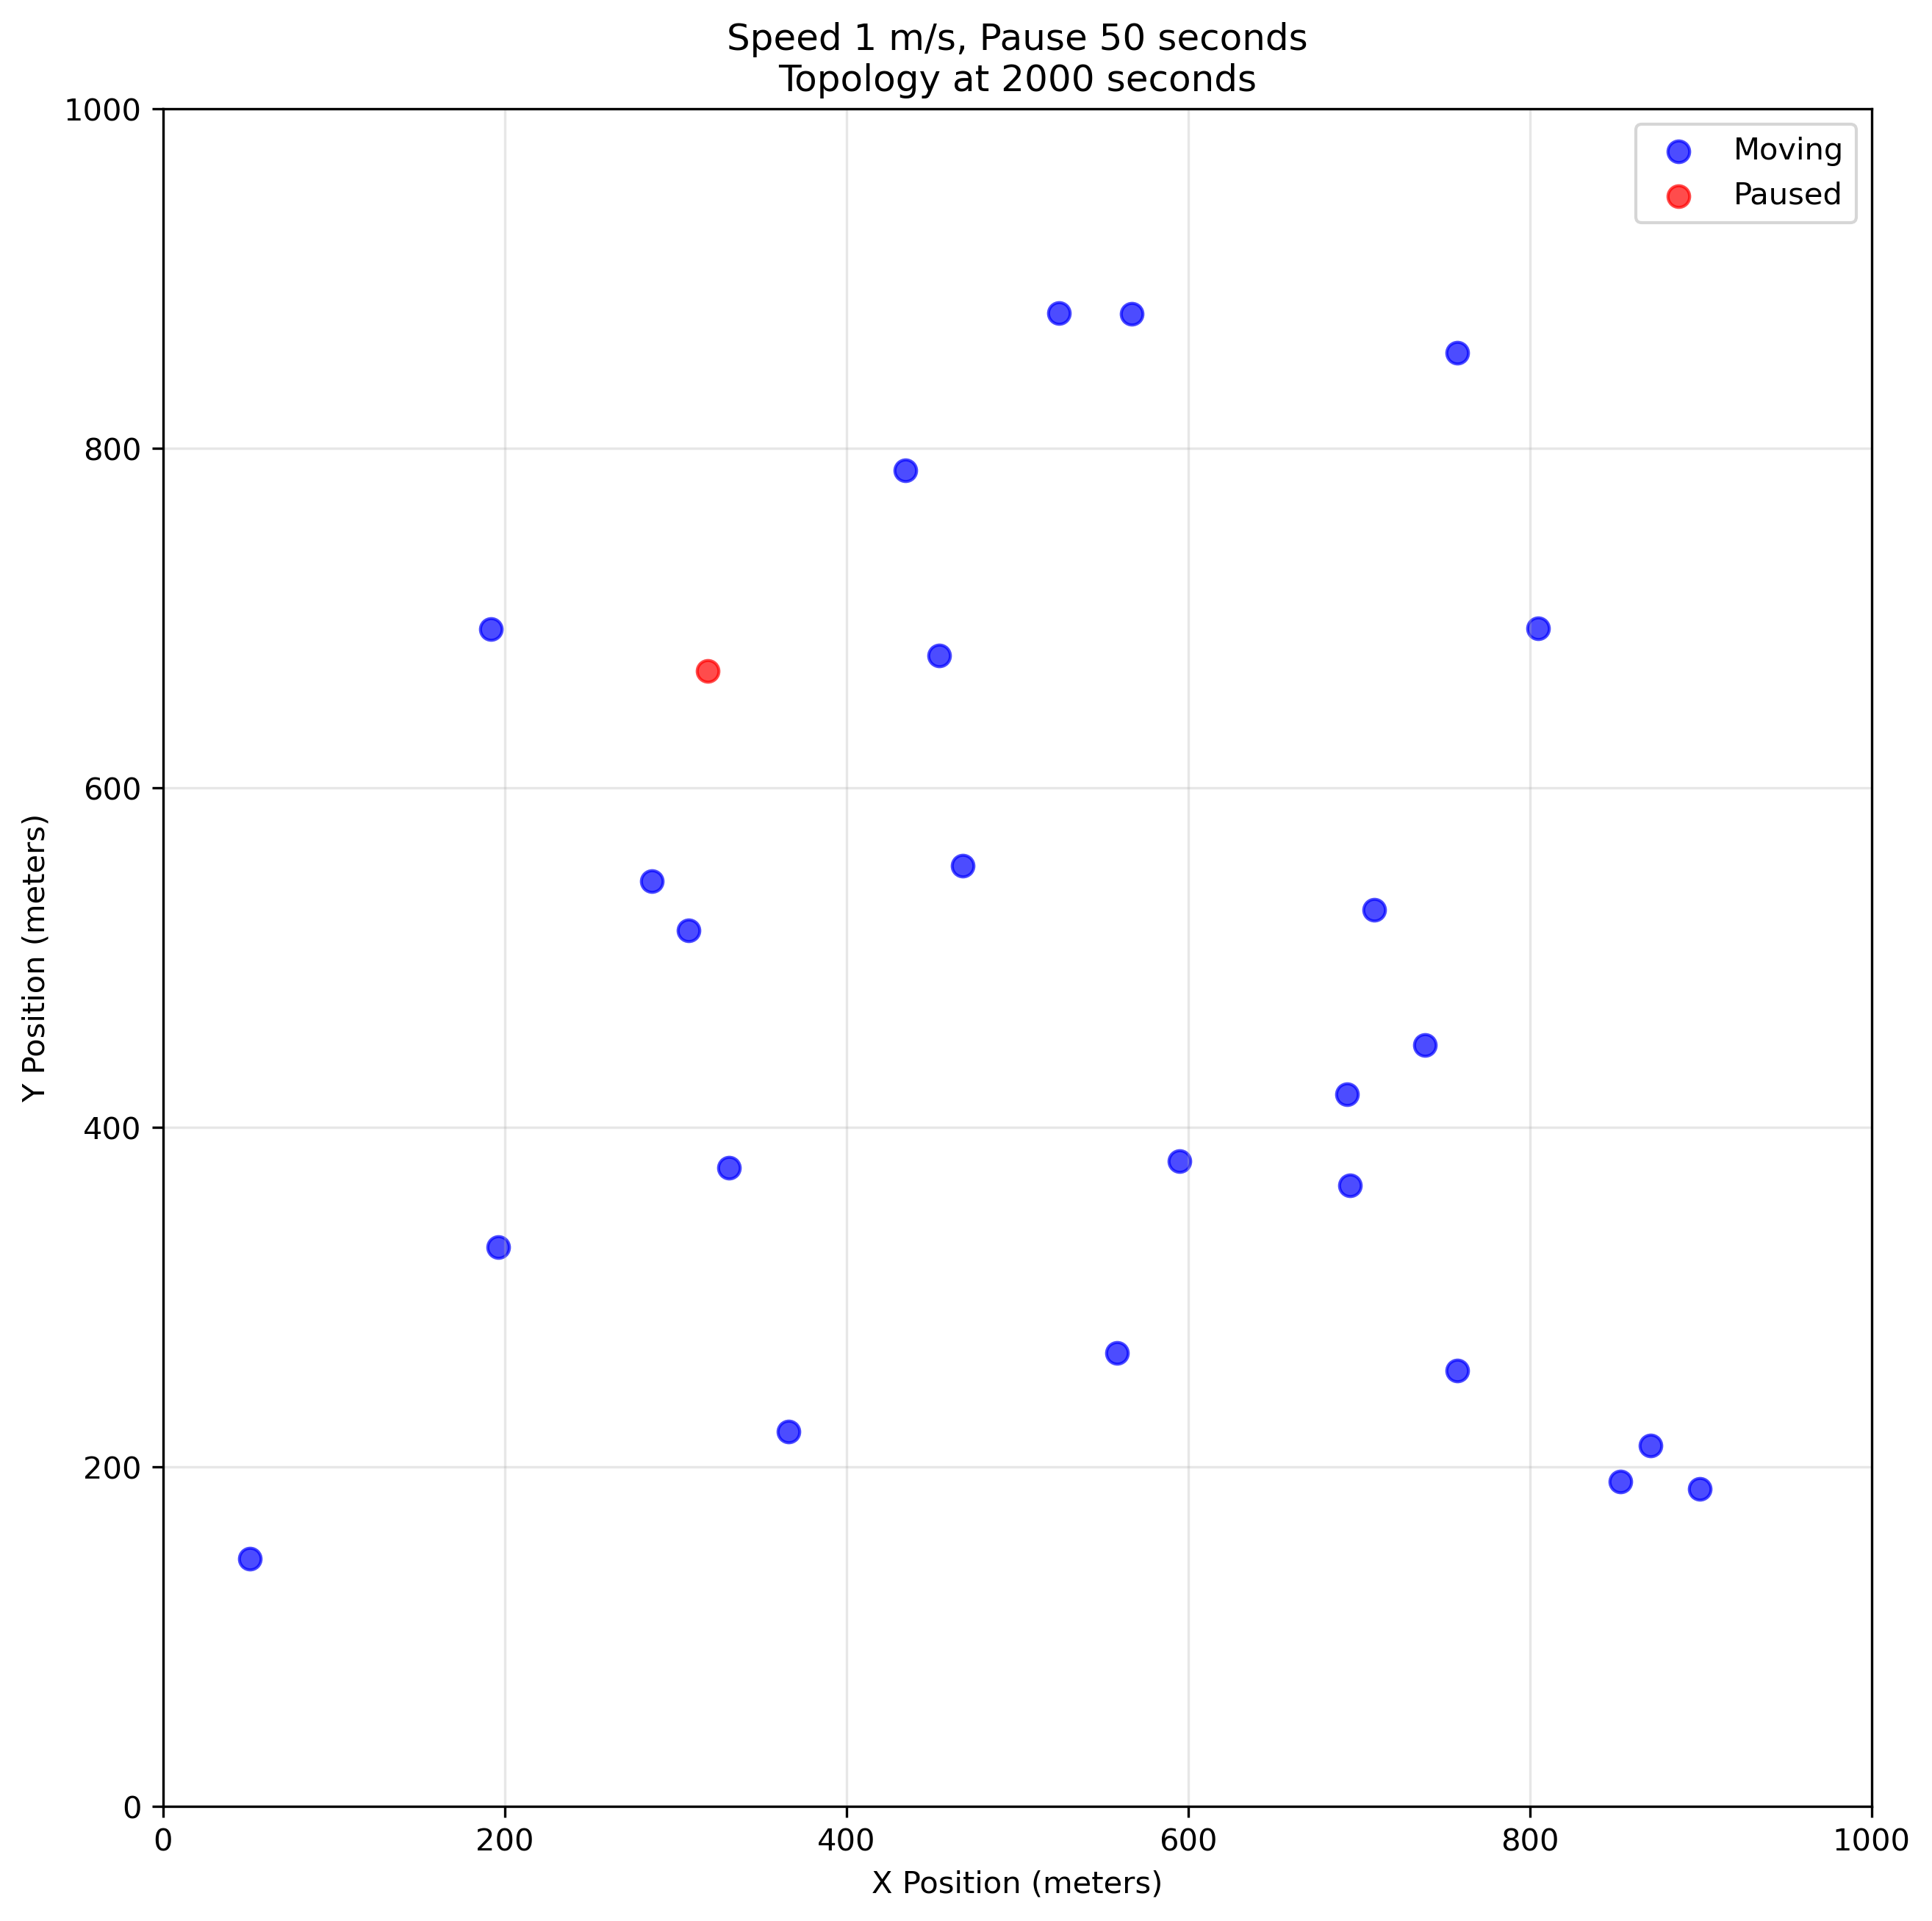 Speed 1 m/s, Pause 50 seconds
Topology at 2000 seconds
Moving
Paused
Y Position (meters)
1000
800
600
400
200
0
0 200 400 600 800 1000
X Position (meters)